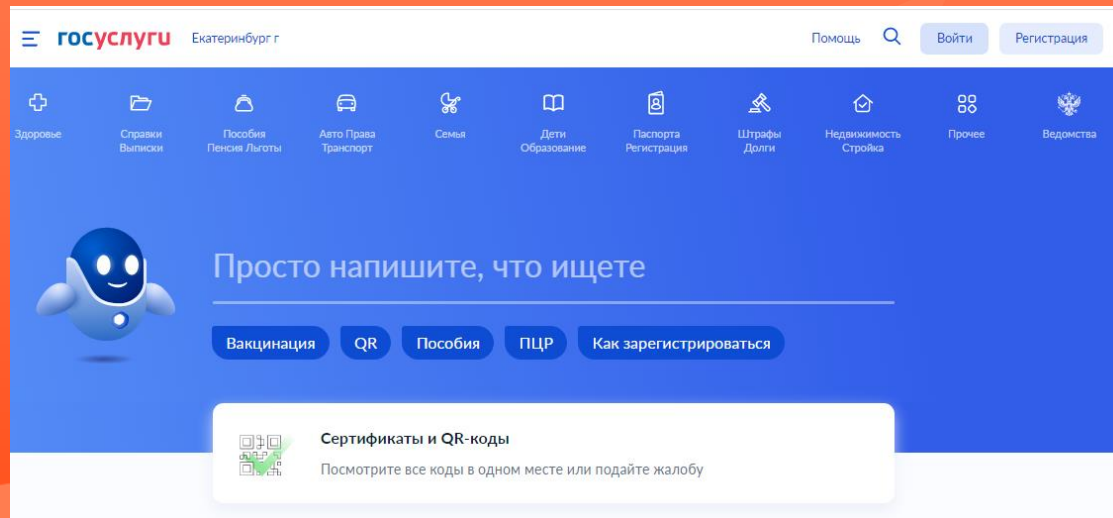 госуслуги Екатеринбург г Помощь Войти Регистрация
Здоровье
Справки
Выписки
Пособия
Пенсия Льготы
Авто Права
Транспорт
Семья
Дети
Образование
Паспорта
Регистрация
Штрафы
Долги
Недвижимость
Стройка
Прочее
Ведомства
Просто напишите, что ищете
Вакцинация QR Пособия ПЦР Как зарегистрироваться
Сертификаты и QR-коды
Посмотрите все коды в одном месте или подайте жалобу